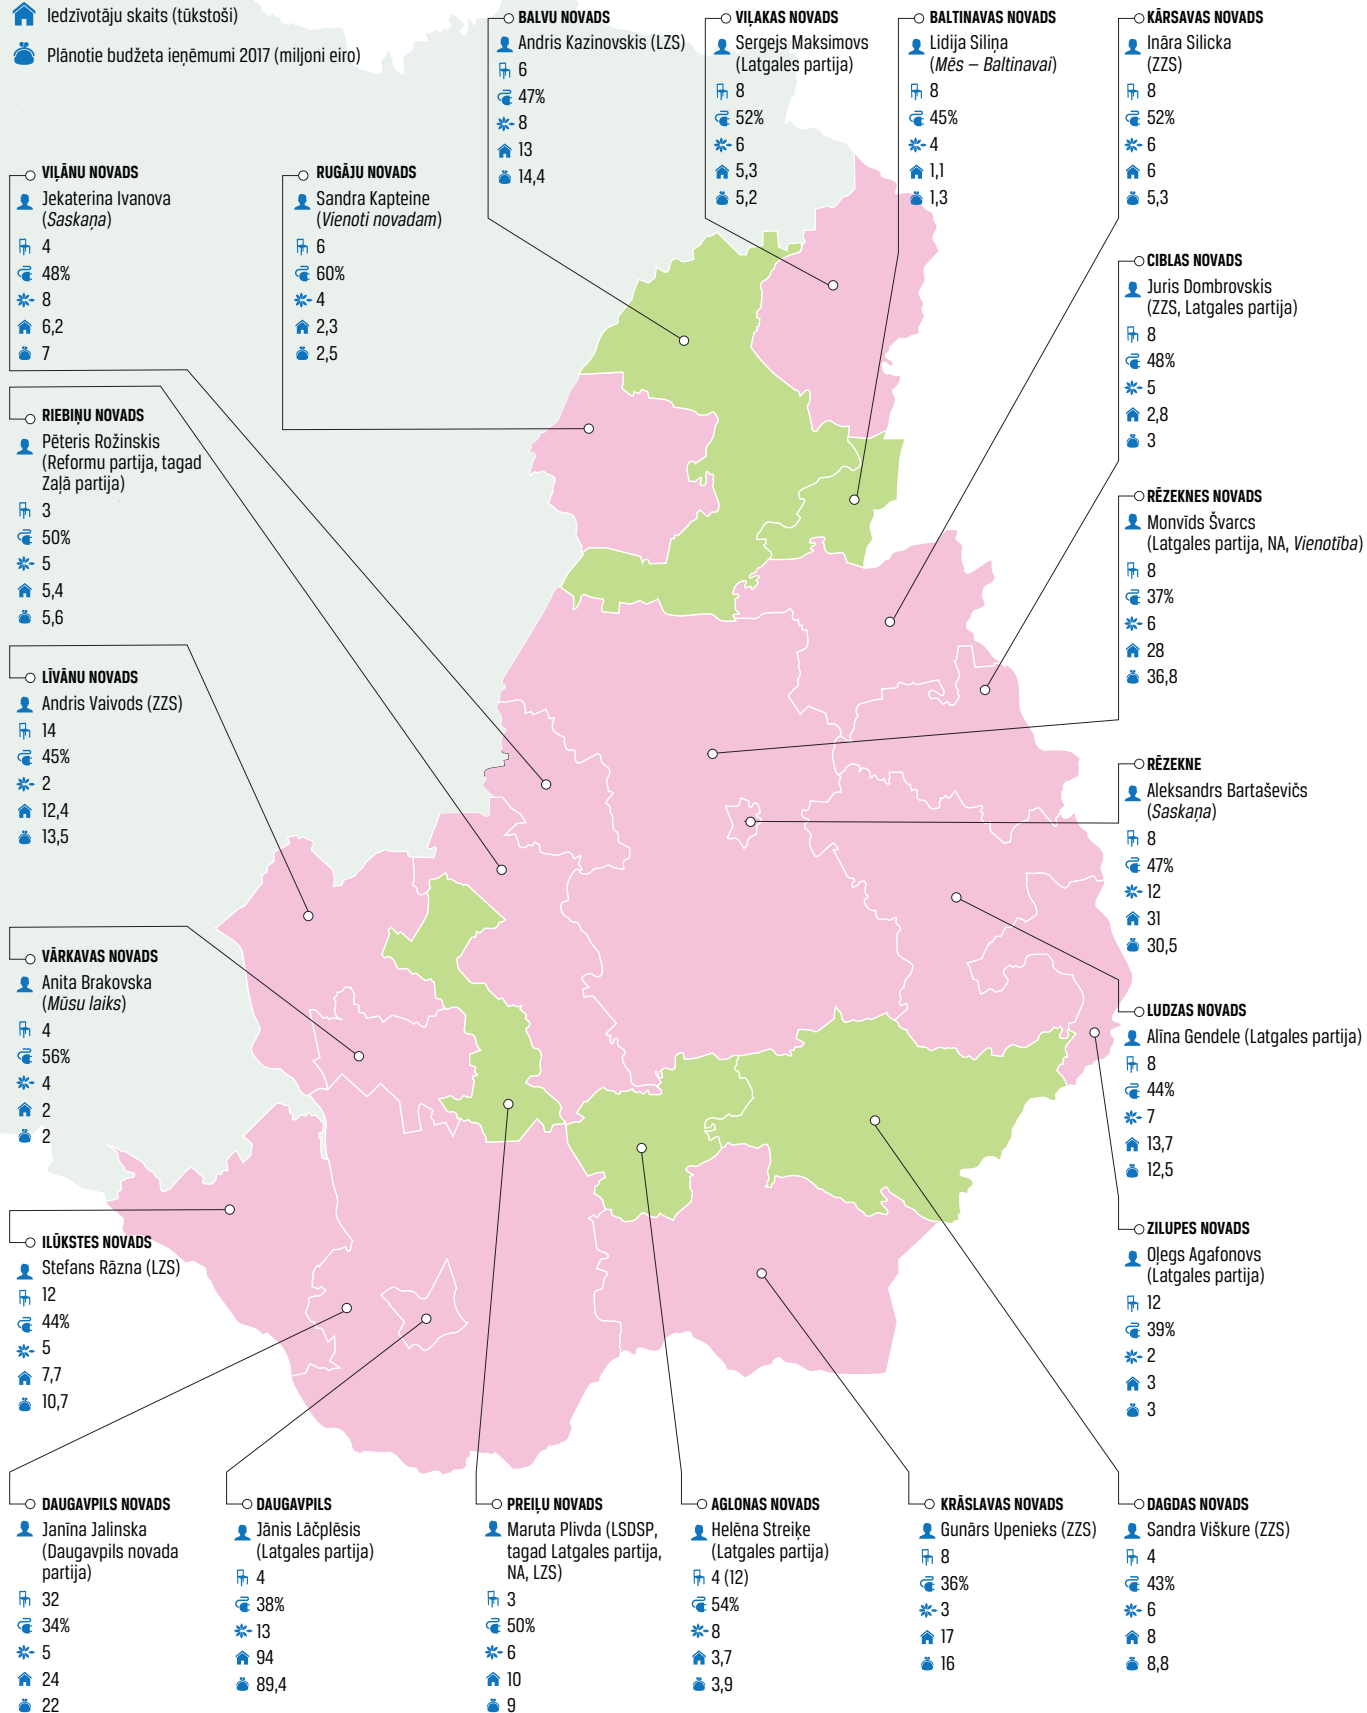 Iedzīvotāju skaits (tūkstoši)
Plānotie budžeta ieņēmumi 2017 (miljoni eiro)
BALVU NOVADS
Andris Kazinovskis (LZS)
6
47%
8
13
14,4
VIĻAKAS NOVADS
Sergejs Maksimovs
(Latgales partija)
8
52%
6
5,3
5,2
BALTINAVAS NOVADS
Lidija Siliņa
(Mēs – Baltinavai)
8
45%
4
1,1
1,3
KĀRSAVAS NOVADS
Ināra Silicka
(ZZS)
8
52%
6
6
5,3
VIĻĀNU NOVADS
Jekaterina Ivanova
(Saskaņa)
4
48%
8
6,2
7
RUGĀJU NOVADS
Sandra Kapteine
(Vienoti novadam)
6
60%
4
2,3
2,5
CIBLAS NOVADS
Juris Dombrovskis
(ZZS, Latgales partija)
8
48%
5
2,8
3
RIEBIŅU NOVADS
Pēteris Rožinskis
(Reformu partija, tagad
Zaļā partija)
3
50%
5
5,4
5,6
RĒZEKNES NOVADS
Monvīds Švarcs
(Latgales partija, NA, Vienotība)
8
37%
6
28
36,8
LĪVĀNU NOVADS
Andris Vaivods (ZZS)
14
45%
2
12,4
13,5
RĒZEKNE
Aleksandrs Bartaševičs
(Saskaņa)
8
47%
12
31
30,5
VĀRKAVAS NOVADS
Anita Brakovska
(Mūsu laiks)
4
56%
4
2
2
LUDZAS NOVADS
Alīna Gendele (Latgales partija)
8
44%
7
13,7
12,5
ILŪKSTES NOVADS
Stefans Rāzna (LZS)
12
44%
5
7,7
10,7
ZILUPES NOVADS
Oļegs Agafonovs
(Latgales partija)
12
39%
2
3
3
DAUGAVPILS NOVADS
Janīna Jalinska
(Daugavpils novada
partija)
32
34%
5
24
22
DAUGAVPILS
Jānis Lāčplēsis
(Latgales partija)
4
38%
13
94
89,4
PREIĻU NOVADS
Maruta Plivda (LSDSP,
tagad Latgales partija,
NA, LZS)
3
50%
6
10
9
AGLONAS NOVADS
Helēna Streiķe
(Latgales partija)
4 (12)
54%
8
3,7
3,9
KRĀSLAVAS NOVADS
Gunārs Upenieks (ZZS)
8
36%
3
17
16
DAGDAS NOVADS
Sandra Viškure (ZZS)
4
43%
6
8
8,8